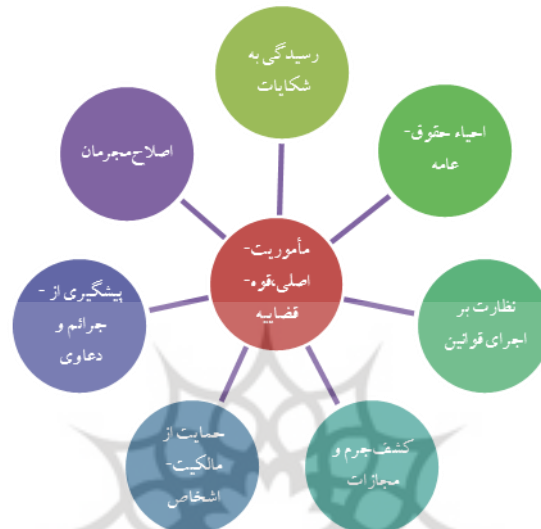 رسیدگی به
شکایات
احیاء حقوق-
عامه
نظارت بر
اجرای قوانین
کشف‌جرم و
مجازات
حمایت از
مالکیت-
اشخاص
پیشگیری از -
جرائم و
دعاوی
اصلاح‌مجرمان
مأموریت-
اصلی‌قوه-
قضاییه